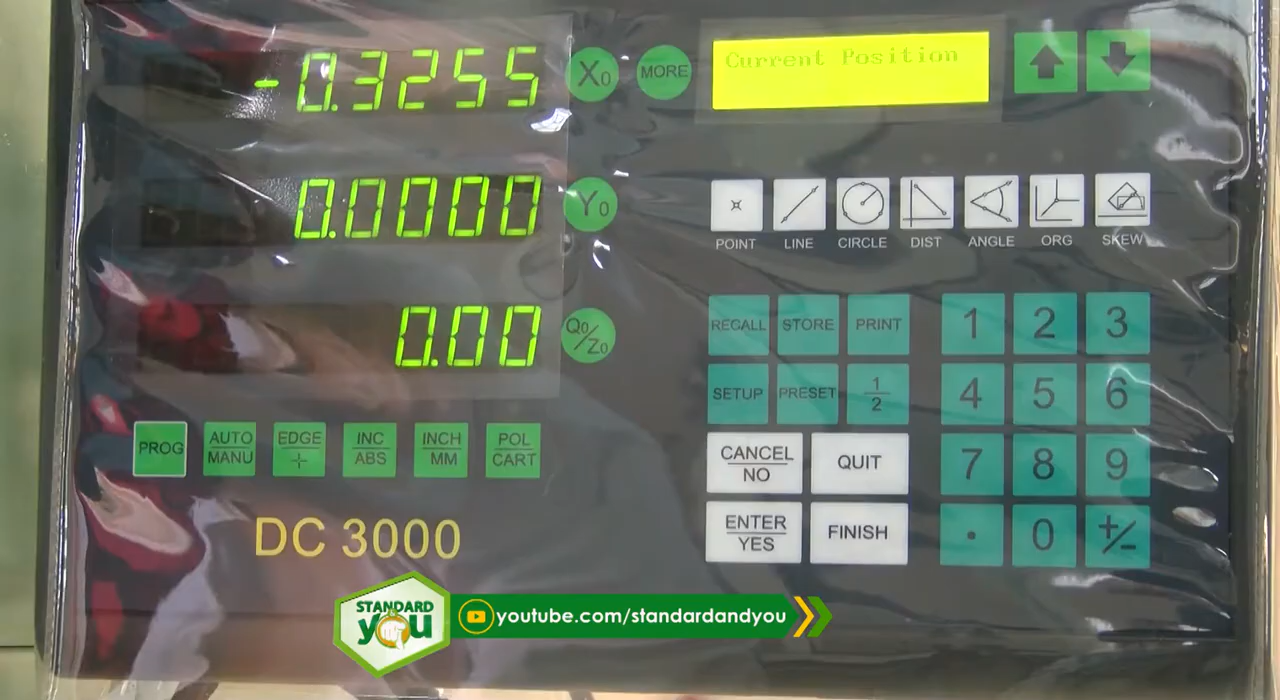 -0.3255 X0 MORE Current Position
0.0000 Y0
POINT LINE CIRCLE DIST ANGLE ORG SKEW
0.00 Q0/Z0
RECALL STORE PRINT 1 2 3
SETUP PRESET 1/2 4 5 6
PROG AUTO/MANU EDGE INC/ABS INCH/MM POL/CART
CANCEL/NO QUIT 7 8 9
ENTER/YES FINISH . 0 +/-
DC 3000
STANDARD
you
youtube.com/standardandyou